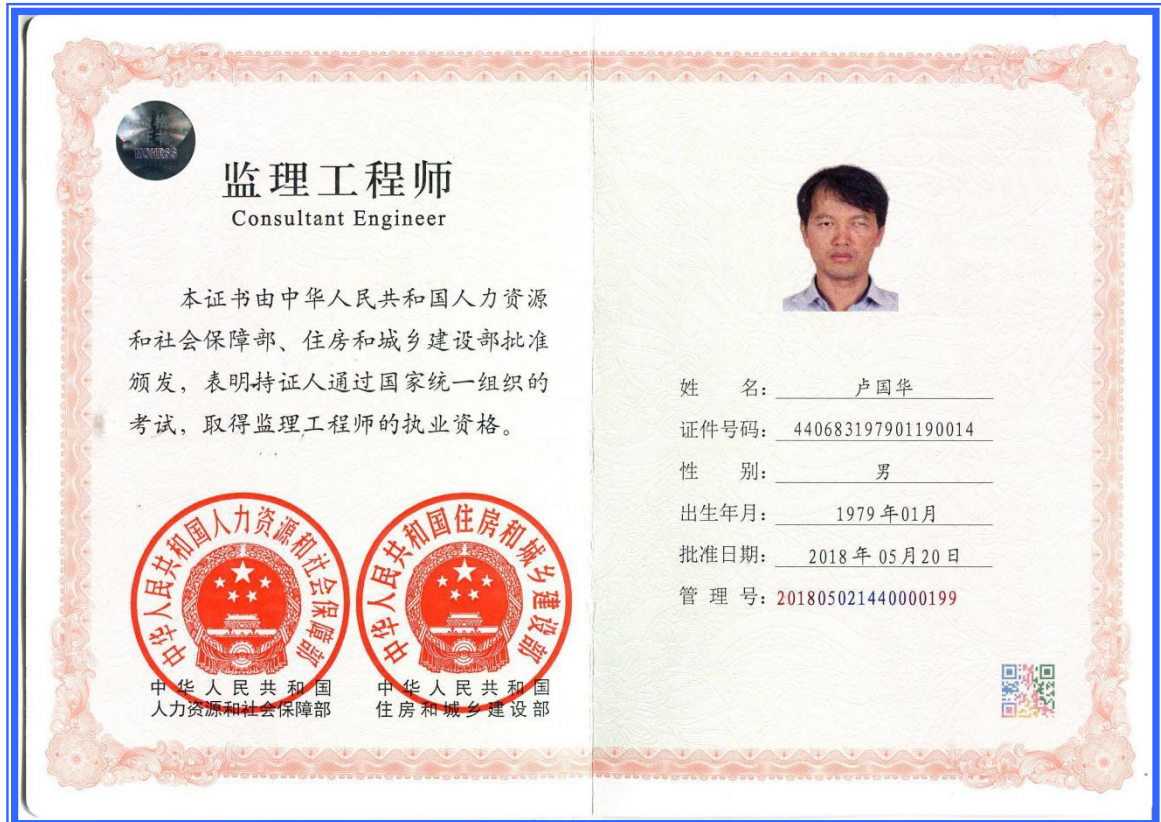 监理工程师
Consultant Engineer
本证书由中华人民共和国人力资源
和社会保障部、住房和城乡建设部批准
颁发，表明持证人通过国家统一组织的
考试，取得监理工程师的执业资格。
中华人民共和国人力资源和社会保障部
中华人民共和国住房和城乡建设部
中华人民共和国
人力资源和社会保障部
中华人民共和国
住房和城乡建设部
姓 名：卢国华
证件号码：440683197901190014
性 别：男
出生年月：1979年01月
批准日期：2018年05月20日
管 理 号：201805021440000199
MOHRSS